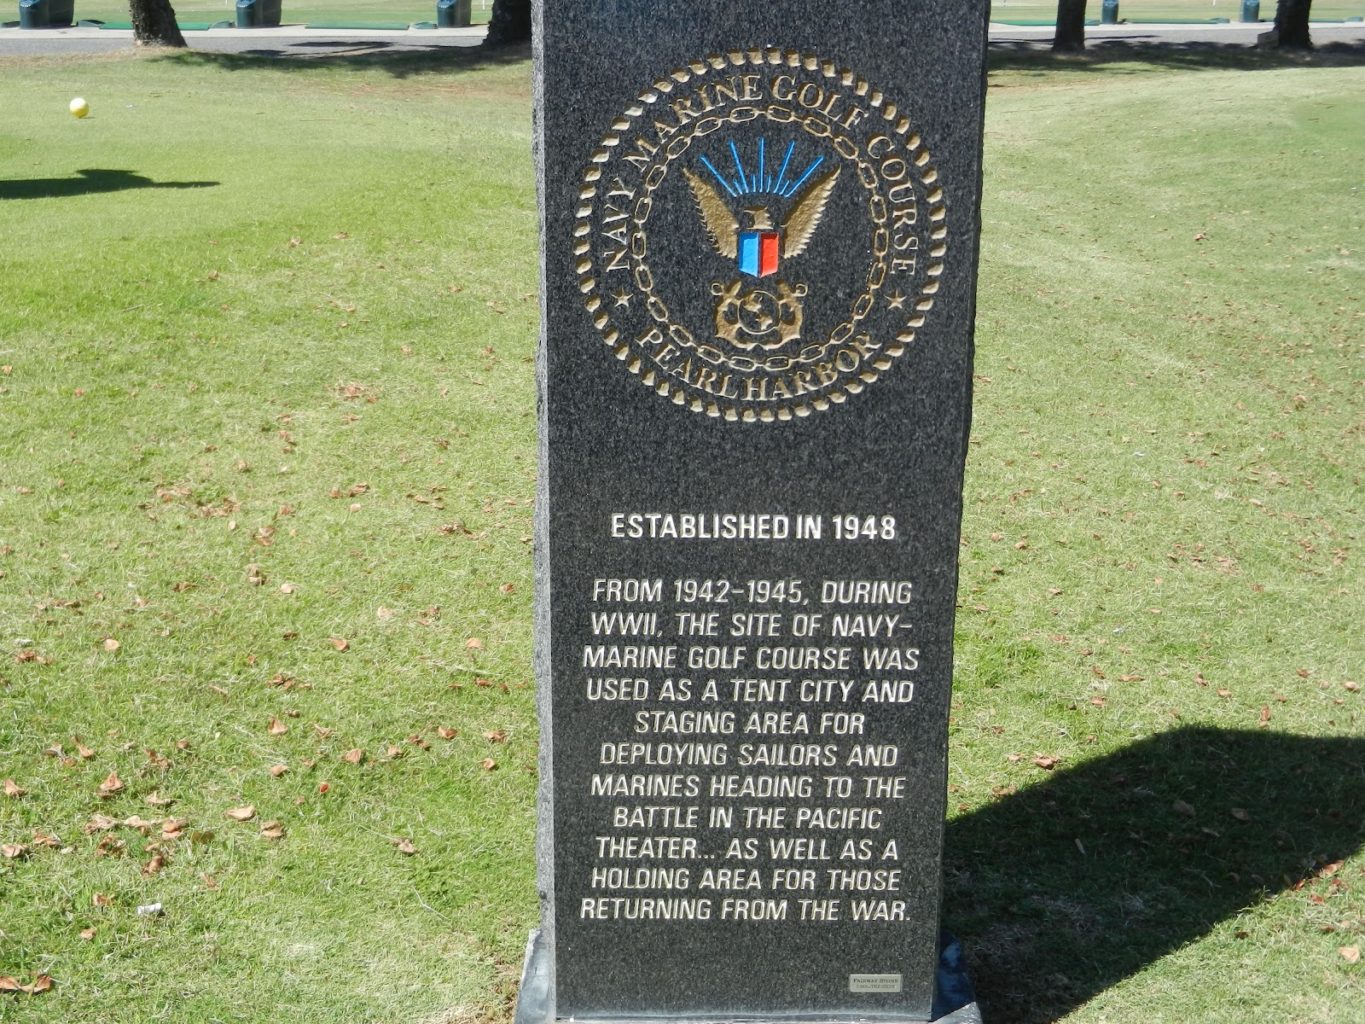 NAVY MARINE GOLF COURSE
PEARL HARBOR
ESTABLISHED IN 1948
FROM 1942-1945, DURING
WWII, THE SITE OF NAVY-
MARINE GOLF COURSE WAS
USED AS A TENT CITY AND
STAGING AREA FOR
DEPLOYING SAILORS AND
MARINES HEADING TO THE
BATTLE IN THE PACIFIC
THEATER... AS WELL AS A
HOLDING AREA FOR THOSE
RETURNING FROM THE WAR.